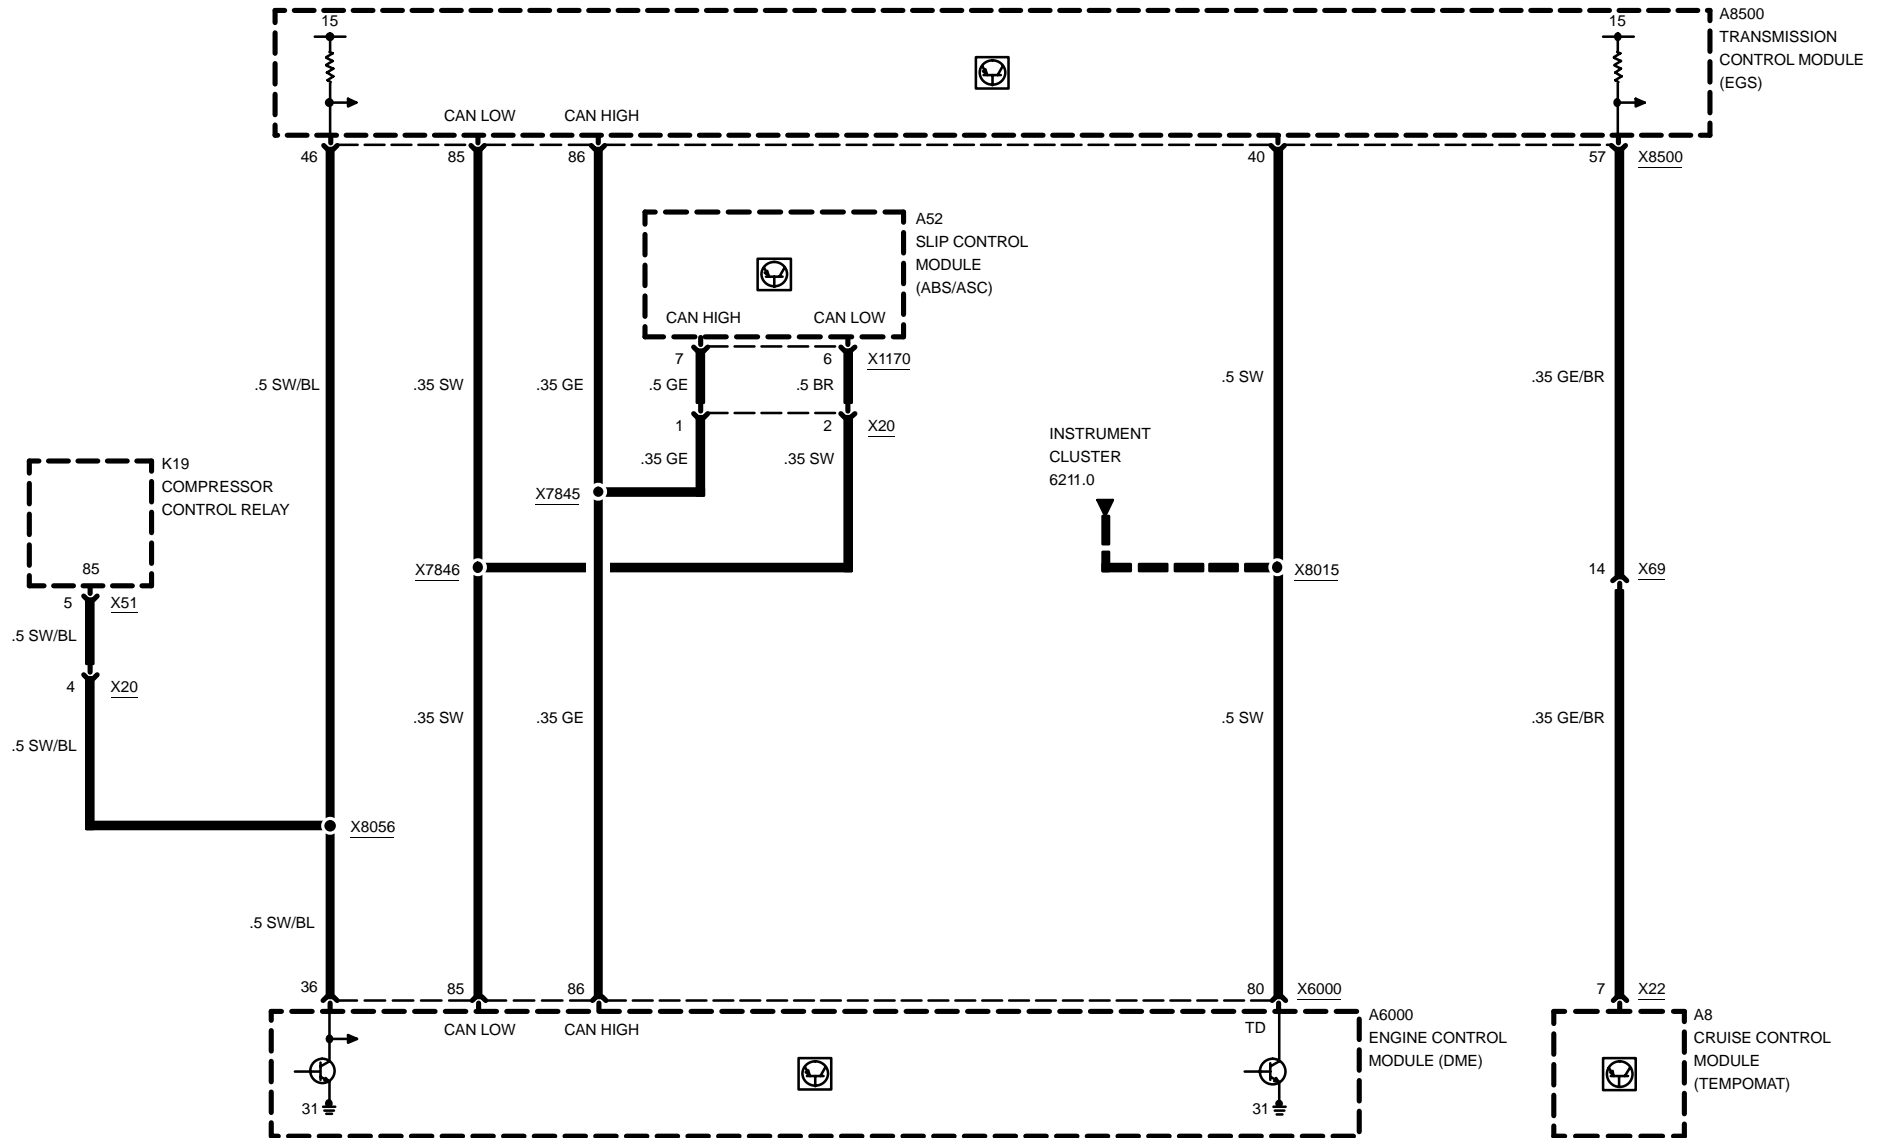 15
15
A8500
TRANSMISSION
CONTROL MODULE
(EGS)
CAN LOW
CAN HIGH
46
85
86
40
57
X8500
A52
SLIP CONTROL
MODULE
(ABS/ASC)
CAN HIGH
CAN LOW
7
6
X1170
.5 SW/BL
.35 SW
.35 GE
.5 GE
.5 BR
.5 SW
.35 GE/BR
1
2
X20
INSTRUMENT
CLUSTER
6211.0
.35 GE
.35 SW
K19
COMPRESSOR
CONTROL RELAY
X7845
85
X7846
X8015
14
X69
5
X51
.5 SW/BL
4
X20
.35 SW
.35 GE
.5 SW
.35 GE/BR
.5 SW/BL
X8056
.5 SW/BL
36
85
86
80
X6000
7
X22
CAN LOW
CAN HIGH
TD
A6000
ENGINE CONTROL
MODULE (DME)
A8
CRUISE CONTROL
MODULE
(TEMPOMAT)
31
31